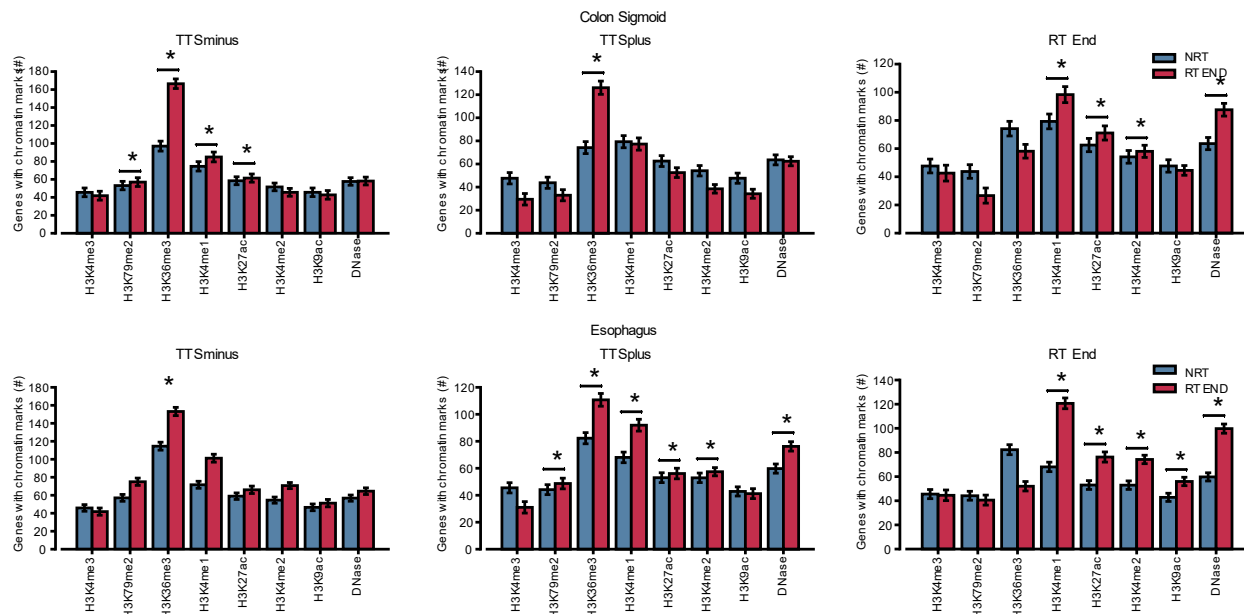 Colon Sigmoid
TTSminus
Genes with chromatin marks (#)
180
160
140
120
100
80
60
40
20
0
*
*
*
*
H3K4me3
H3K79me2
H3K36me3
H3K4me1
H3K27ac
H3K4me2
H3K9ac
DNase
TTSplus
Genes with chromatin marks (#)
140
120
100
80
60
40
20
0
*
H3K4me3
H3K79me2
H3K36me3
H3K4me1
H3K27ac
H3K4me2
H3K9ac
DNase
RT End
Genes with chromatin marks (#)
120
100
80
60
40
20
0
NRT
RT END
*
*
*
*
H3K4me3
H3K79me2
H3K36me3
H3K4me1
H3K27ac
H3K4me2
H3K9ac
DNase
Esophagus
TTSminus
Genes with chromatin marks (#)
180
160
140
120
100
80
60
40
20
0
*
H3K4me3
H3K79me2
H3K36me3
H3K4me1
H3K27ac
H3K4me2
H3K9ac
DNase
TTSplus
Genes with chromatin marks (#)
120
100
80
60
40
20
0
*
*
*
*
*
*
H3K4me3
H3K79me2
H3K36me3
H3K4me1
H3K27ac
H3K4me2
H3K9ac
DNase
RT End
Genes with chromatin marks (#)
140
120
100
80
60
40
20
0
NRT
RT END
*
*
*
*
*
H3K4me3
H3K79me2
H3K36me3
H3K4me1
H3K27ac
H3K4me2
H3K9ac
DNase